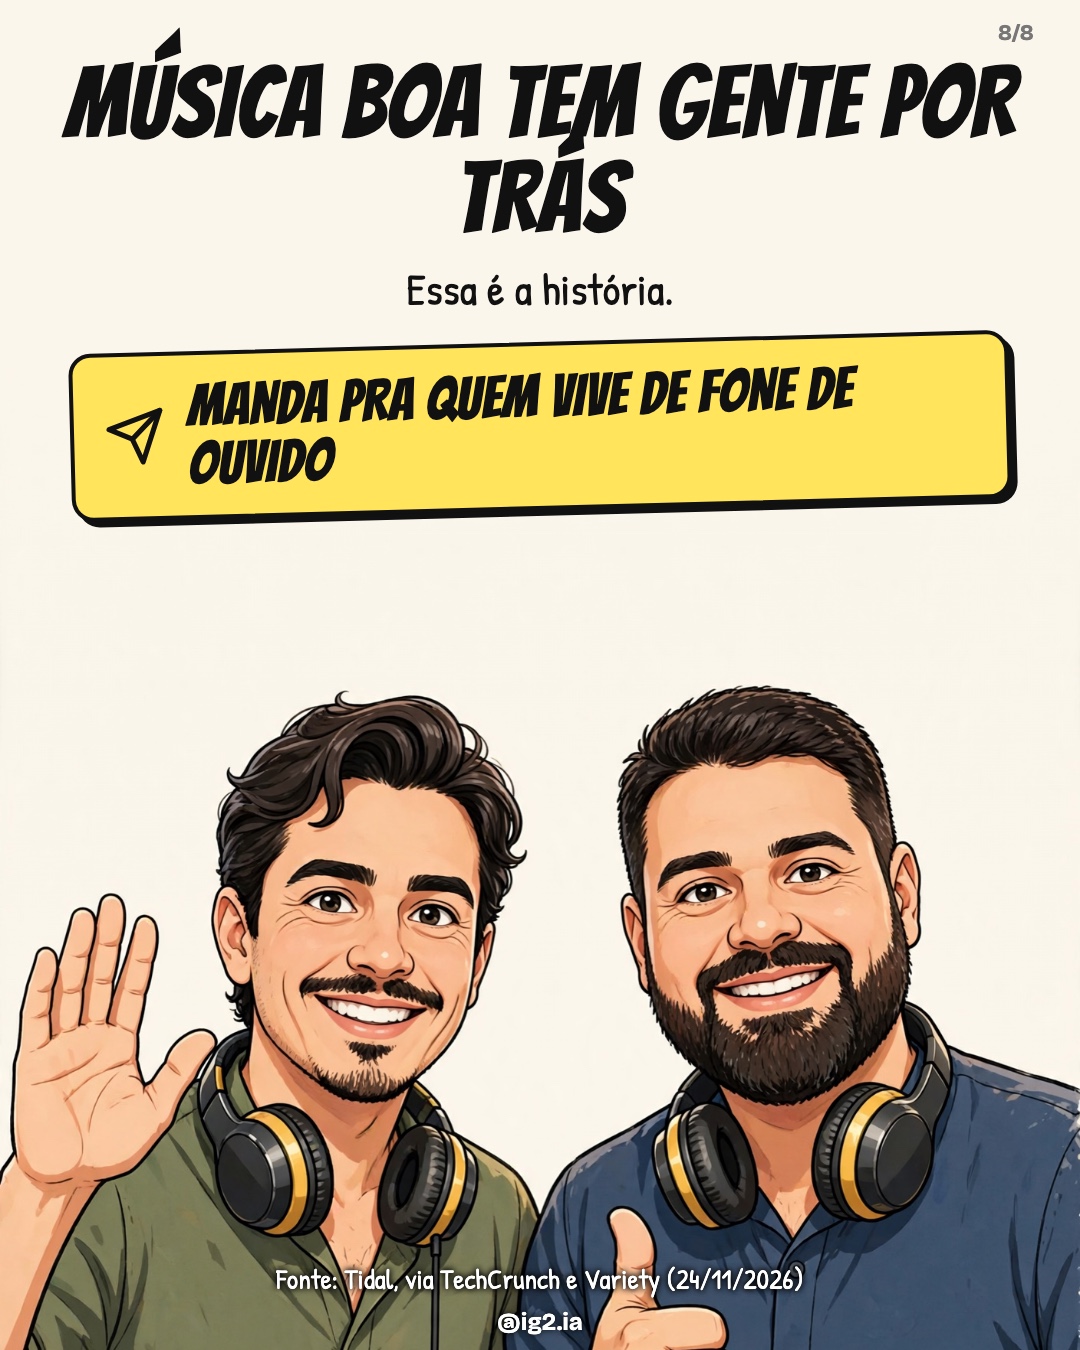 8/8
MÚSICA BOA TEM GENTE POR
TRÁS
Essa é a história.
MANDA PRA QUEM VIVE DE FONE DE
OUVIDO
Fonte: Tidal, via TechCrunch e Variety (24/11/2026)
@ig2.ia